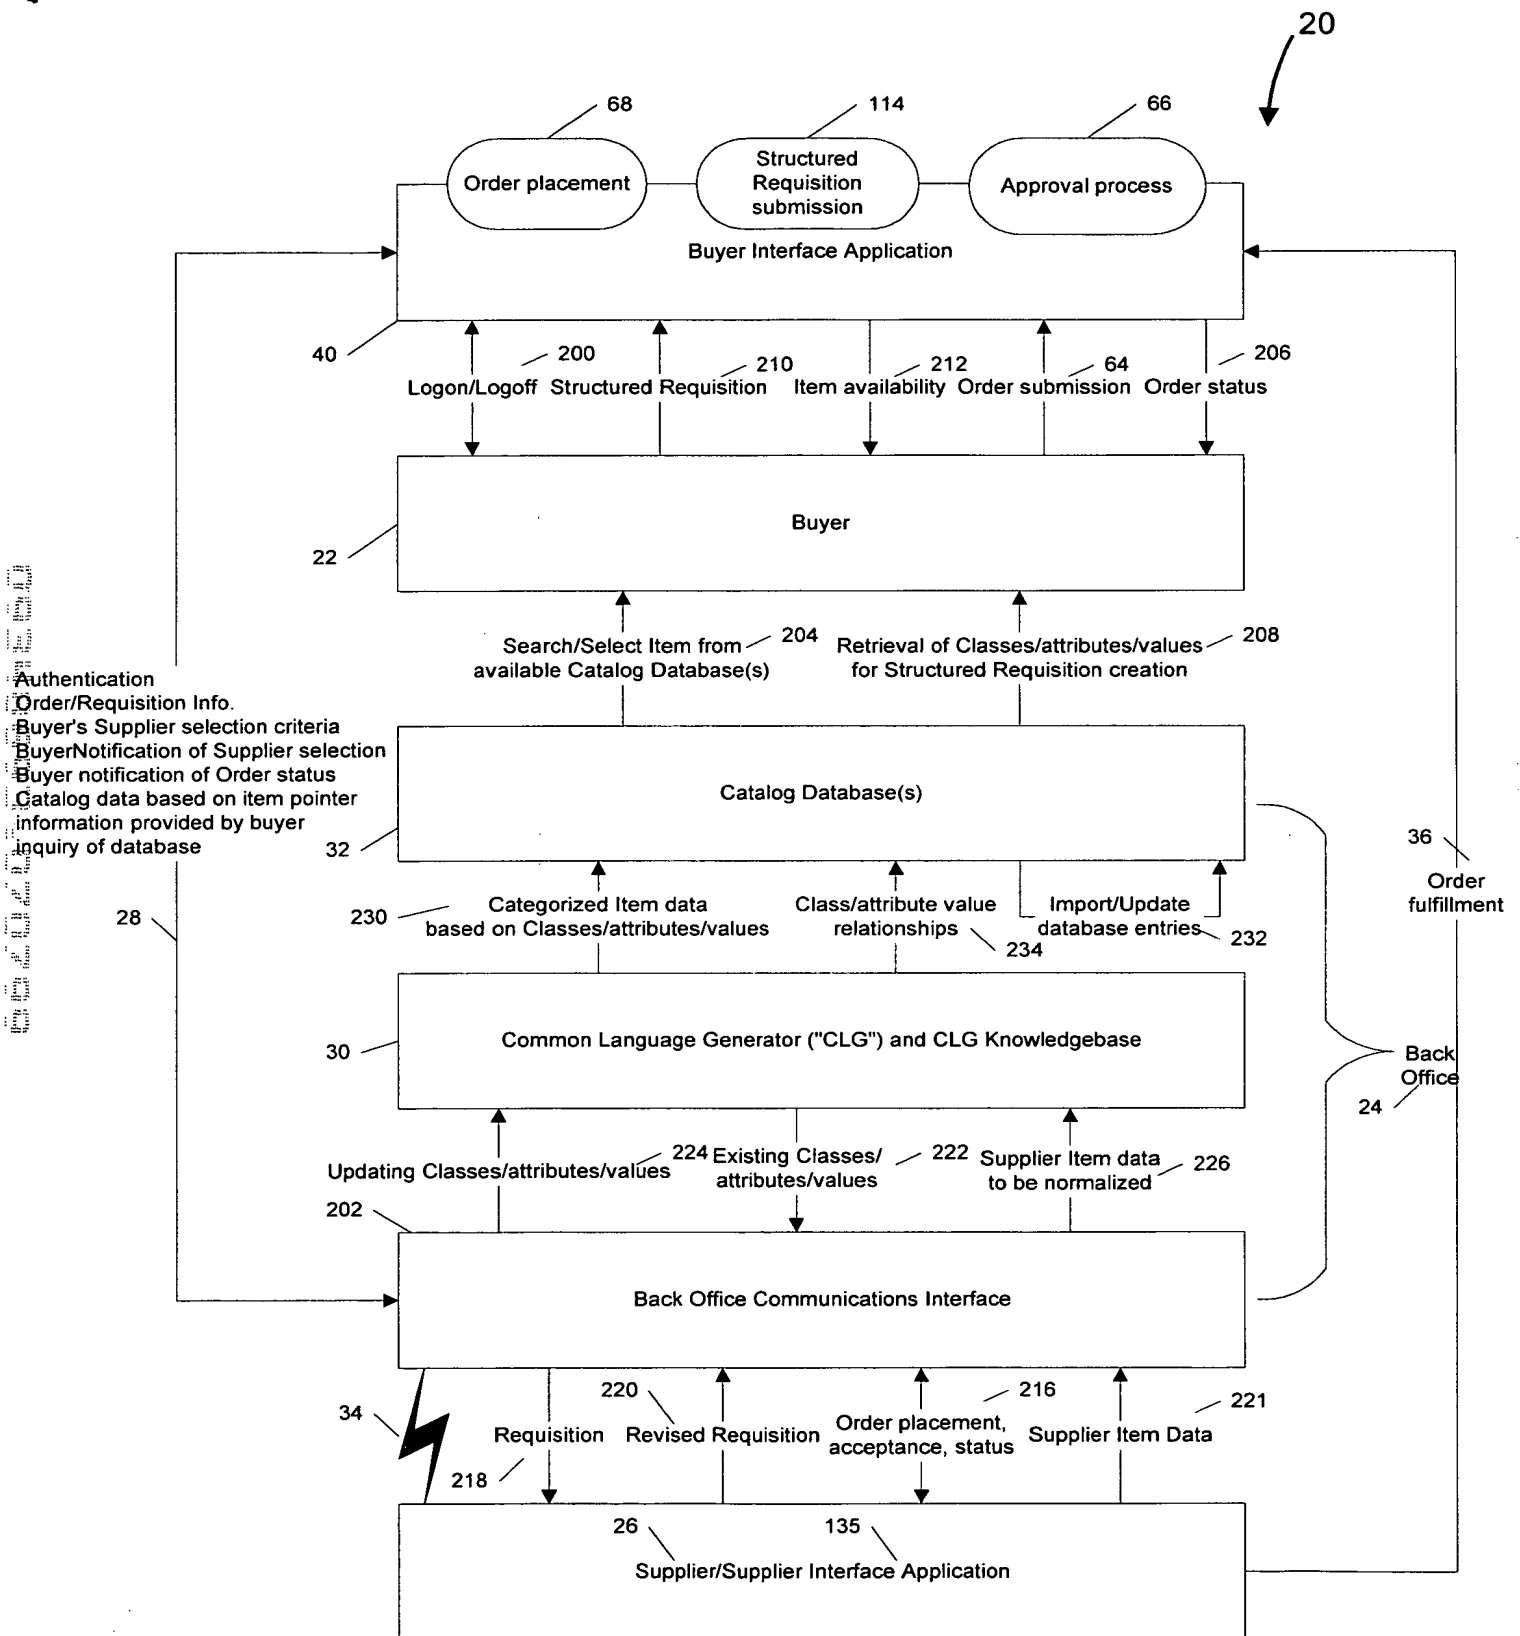 20
68
114
66
Order placement
Structured
Requisition
submission
Approval process
Buyer Interface Application
40
200
210
212
64
206
Logon/Logoff
Structured Requisition
Item availability
Order submission
Order status
Buyer
22
Search/Select Item from
available Catalog Database(s)
204
Retrieval of Classes/attributes/values
for Structured Requisition creation
208
Authentication
Order/Requisition Info.
Buyer's Supplier selection criteria
BuyerNotification of Supplier selection
Buyer notification of Order status
Catalog data based on item pointer
information provided by buyer
inquiry of database
28
Catalog Database(s)
32
36
Order
fulfillment
230
Categorized Item data
based on Classes/attributes/values
Class/attribute value
relationships
234
Import/Update
database entries
232
Common Language Generator ("CLG") and CLG Knowledgebase
30
Back
Office
24
Updating Classes/attributes/values
224
Existing Classes/
attributes/values
222
Supplier Item data
to be normalized
226
202
Back Office Communications Interface
34
Requisition
218
220
Revised Requisition
216
Order placement,
acceptance, status
221
Supplier Item Data
26
135
Supplier/Supplier Interface Application